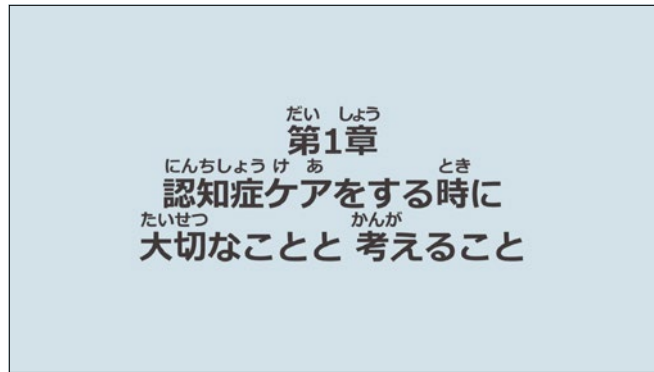 だい しょう
第1章
にんちしょう け あ とき
認知症ケアをする時に
たいせつ かんが
大切なことと 考えること